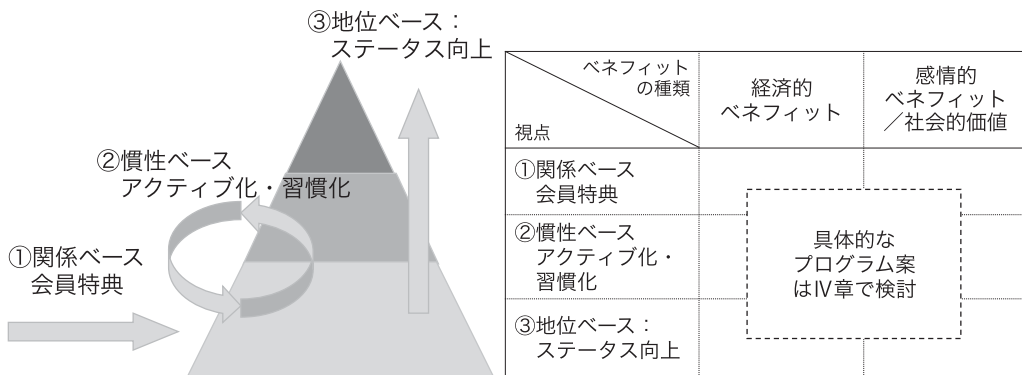 ③地位ベース：
ステータス向上
②慣性ベース
アクティブ化・習慣化
①関係ベース
会員特典
ベネフィット
の種類
視点
経済的
ベネフィット
感情的
ベネフィット
／社会的価値
①関係ベース
会員特典
②慣性ベース
アクティブ化・
習慣化
③地位ベース：
ステータス向上
具体的な
プログラム案
はⅣ章で検討